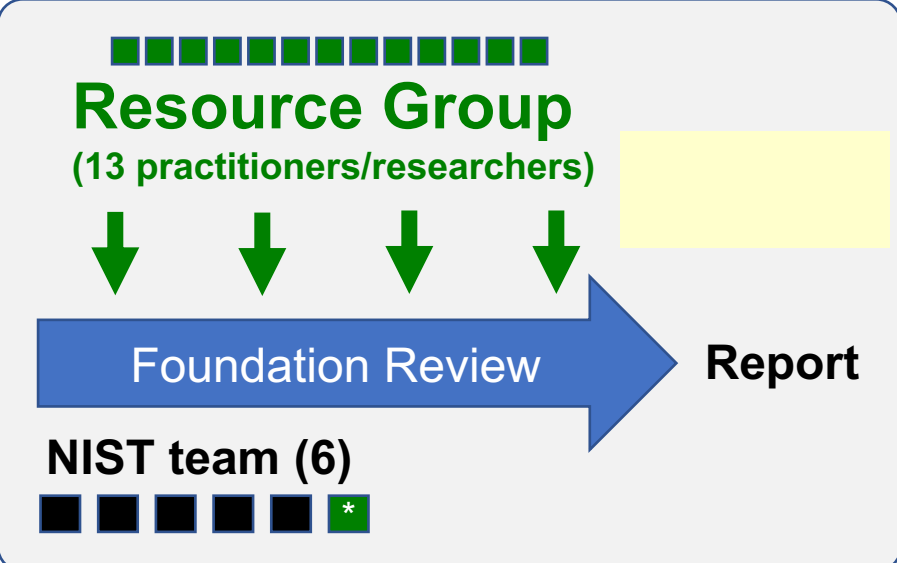 Resource Group
(13 practitioners/researchers)
Foundation Review
Report
NIST team (6)
*